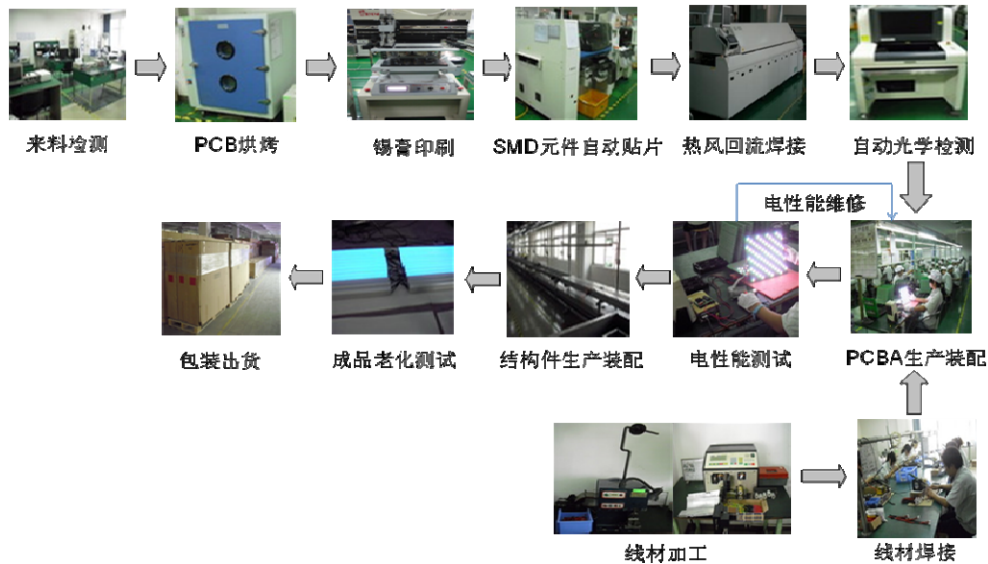 来料检测
PCB烘烤
锡膏印刷
SMD元件自动贴片
热风回流焊接
自动光学检测
电性能维修
包装出货
成品老化测试
结构件生产装配
电性能测试
PCBA生产装配
线材加工
线材焊接